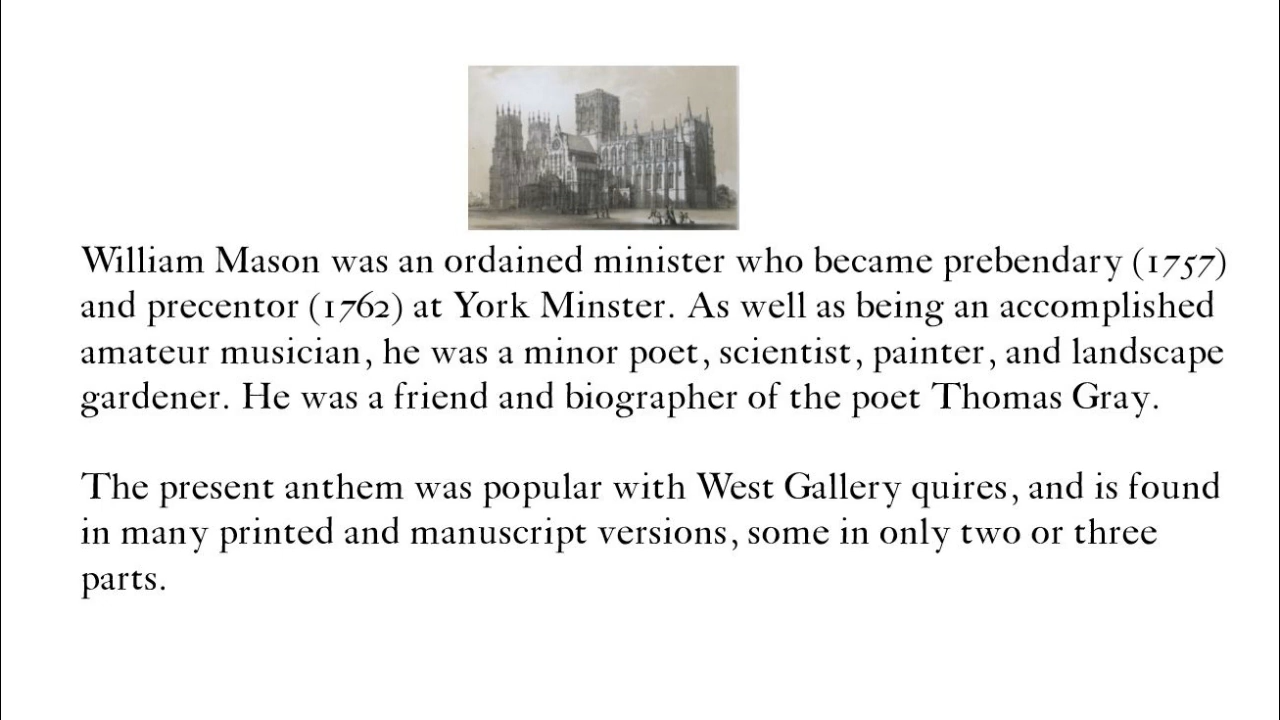 William Mason was an ordained minister who became prebendary (1757)
and precentor (1762) at York Minster. As well as being an accomplished
amateur musician, he was a minor poet, scientist, painter, and landscape
gardener. He was a friend and biographer of the poet Thomas Gray.
The present anthem was popular with West Gallery quires, and is found
in many printed and manuscript versions, some in only two or three
parts.